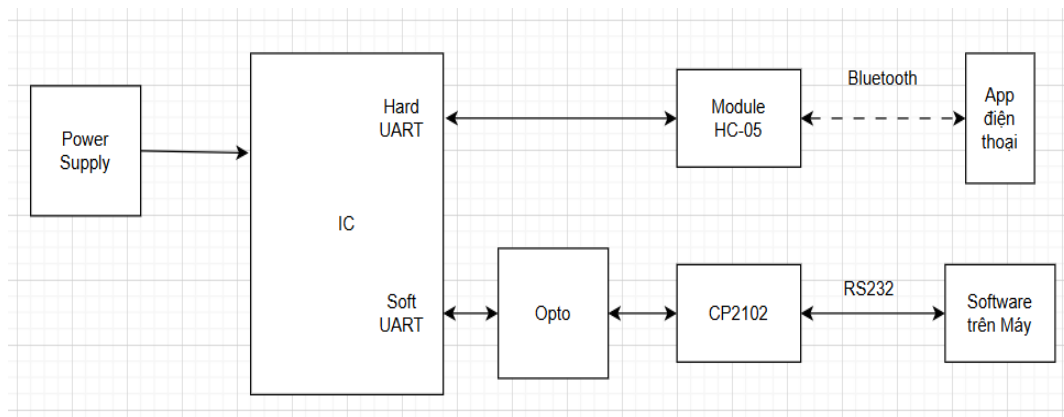 Power
Supply
IC
Hard
UART
Soft
UART
Opto
Module
HC-05
Bluetooth
App
điện
thoại
CP2102
RS232
Software
trên Máy